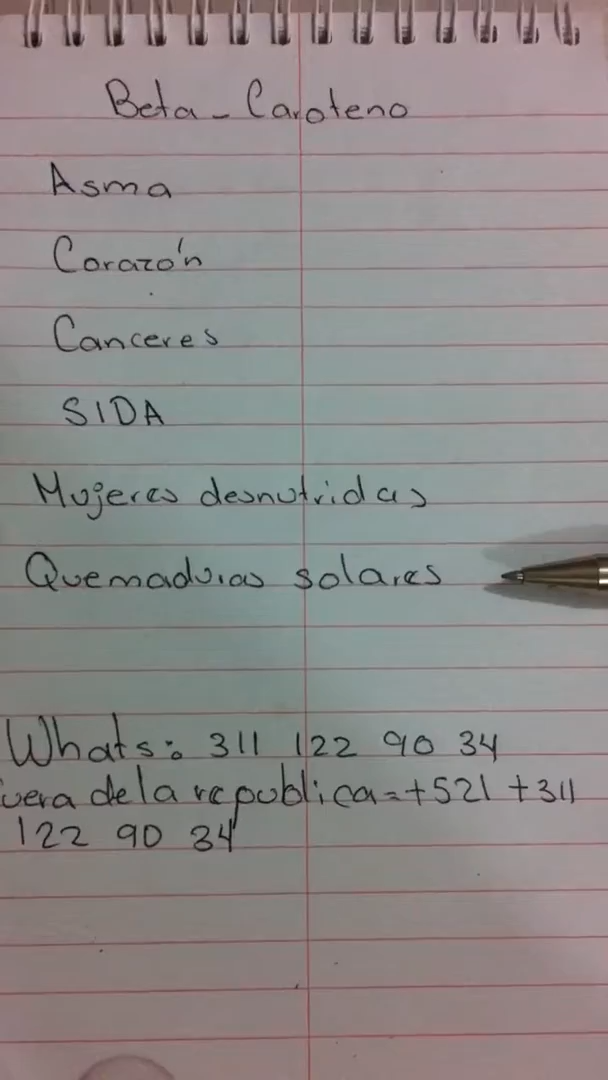 Beta-Caroteno
Asma
Corazón
Canceres
SIDA
Mujeres desnutridas
Quemaduras solares
Whats: 311 122 90 34
uera de la republica=+521 +311
122 90 34